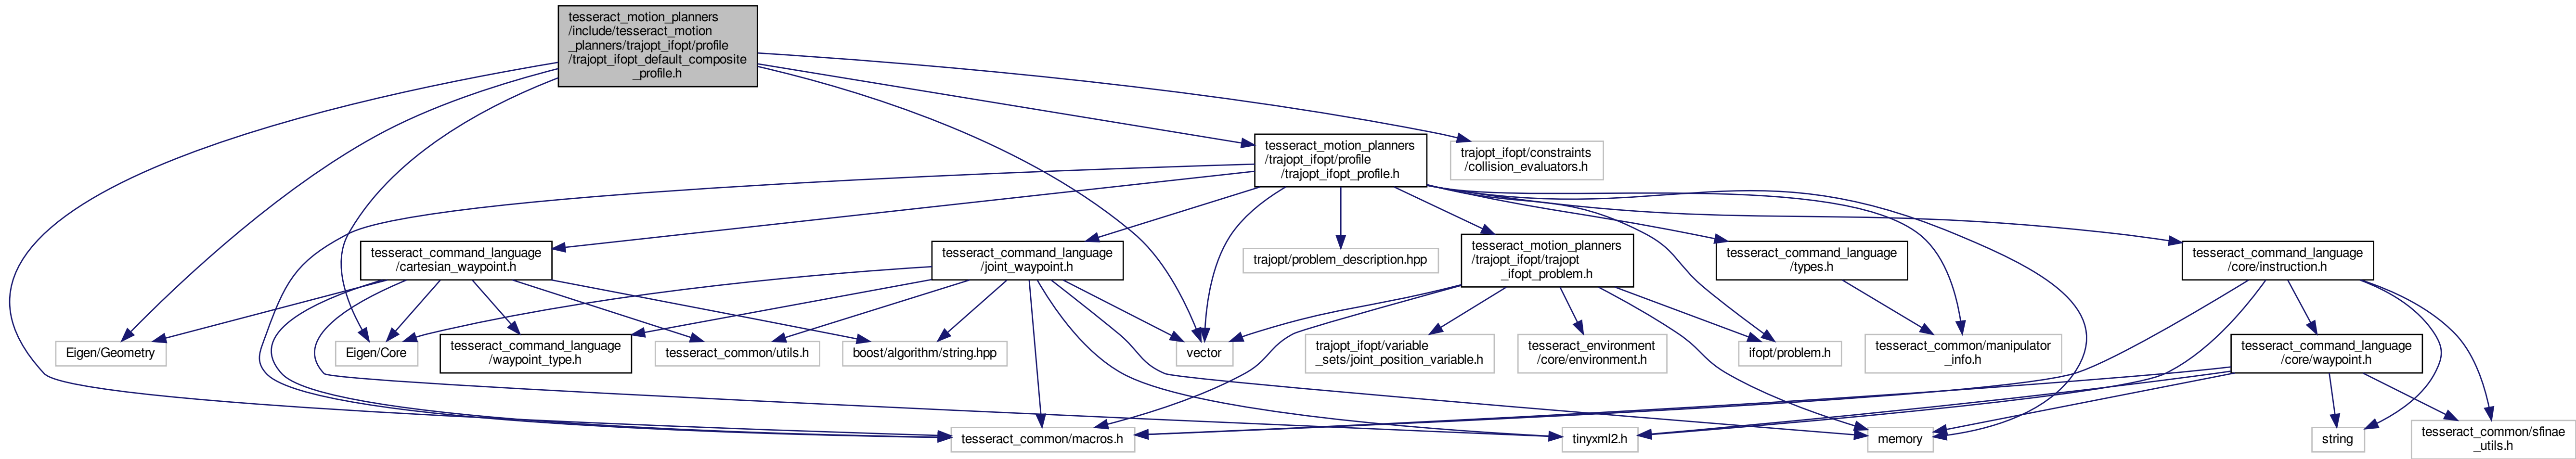 tesseract_motion_planners
/include/tesseract_motion
_planners/trajopt_ifopt/profile
/trajopt_ifopt_default_composite
_profile.h
tesseract_motion_planners
/trajopt_ifopt/profile
/trajopt_ifopt_profile.h
trajopt_ifopt/constraints
/collision_evaluators.h
tesseract_command_language
/cartesian_waypoint.h
tesseract_command_language
/joint_waypoint.h
trajopt/problem_description.hpp
tesseract_motion_planners
/trajopt_ifopt/trajopt
_ifopt_problem.h
tesseract_command_language
/types.h
tesseract_command_language
/core/instruction.h
Eigen/Geometry
Eigen/Core
tesseract_command_language
/waypoint_type.h
tesseract_common/utils.h
boost/algorithm/string.hpp
vector
trajopt_ifopt/variable
_sets/joint_position_variable.h
tesseract_environment
/core/environment.h
ifopt/problem.h
tesseract_common/manipulator
_info.h
tesseract_command_language
/core/waypoint.h
tesseract_common/macros.h
tinyxml2.h
memory
string
tesseract_common/sfinae
_utils.h